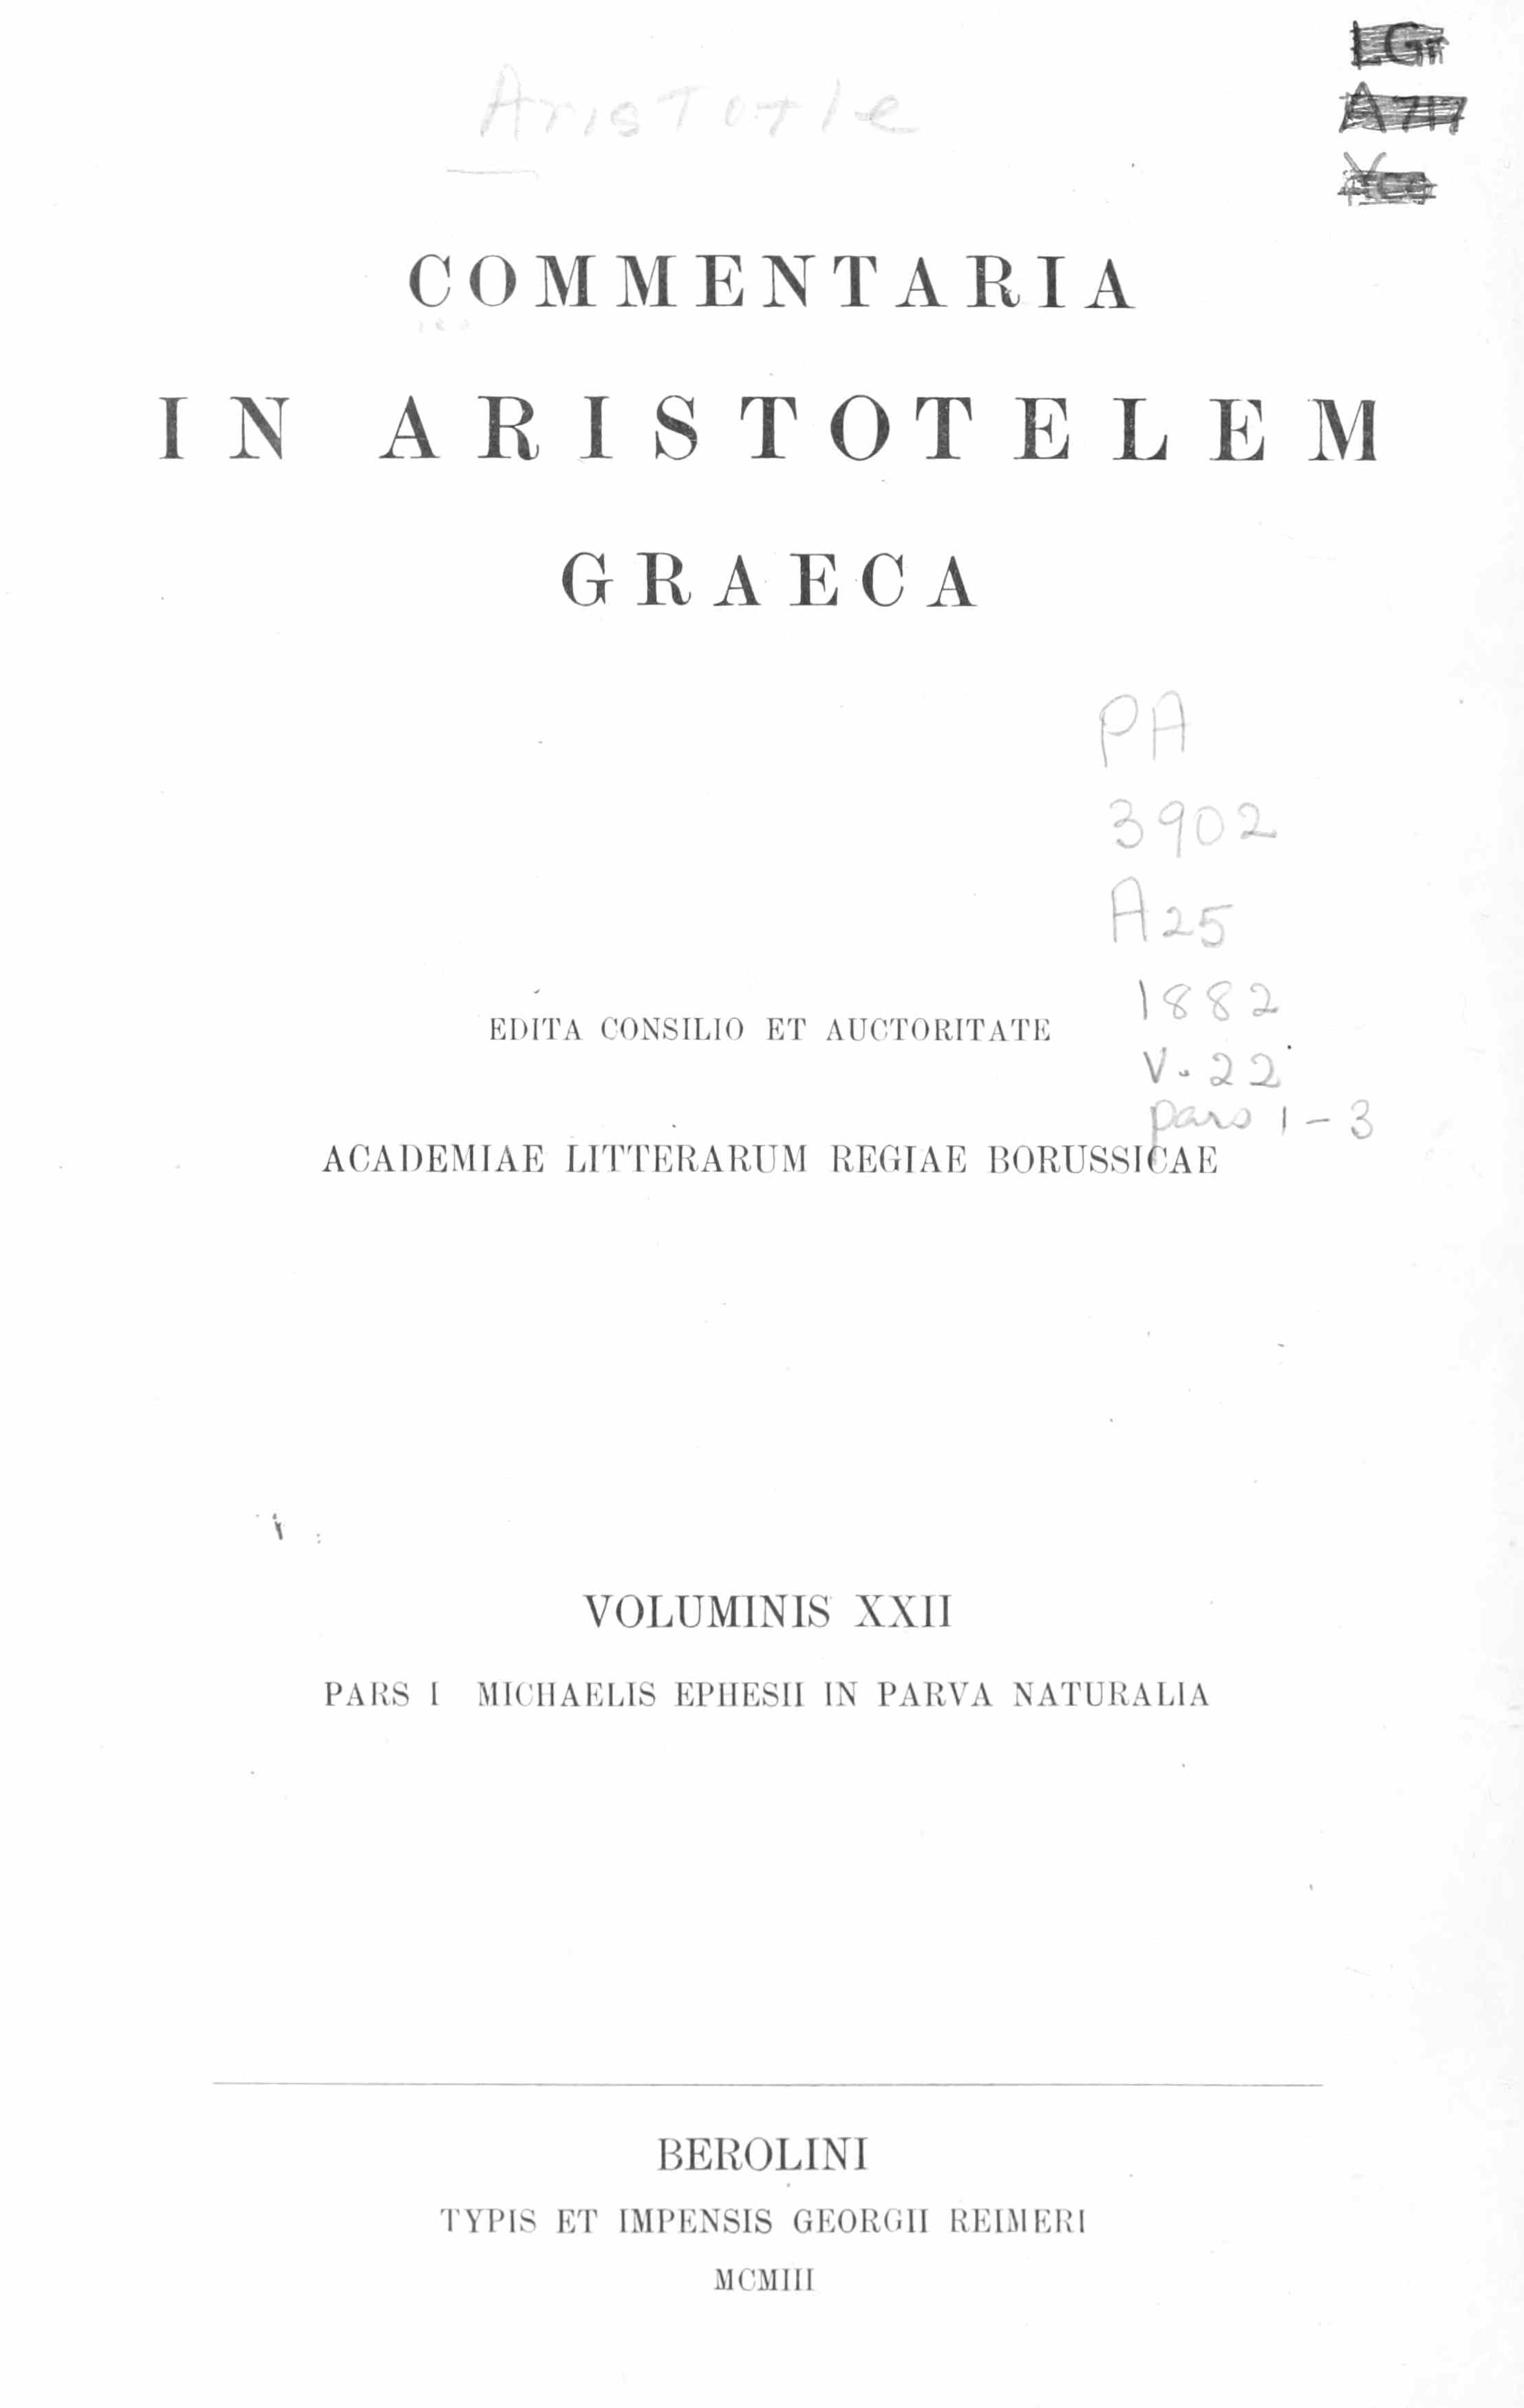 LGr
A717
Aristotle
COMMENTARIA
IN ARISTOTELEM
GRAECA
PA
3902
A25
1882
V. 22
pars 1-3
EDITA CONSILIO ET AUCTORITATE
ACADEMIAE LITTERARUM REGIAE BORUSSICAE
VOLUMINIS XXII
PARS I MICHAELIS EPHESII IN PARVA NATURALIA
BEROLINI
TYPIS ET IMPENSIS GEORGII REIMERI
MCMIII